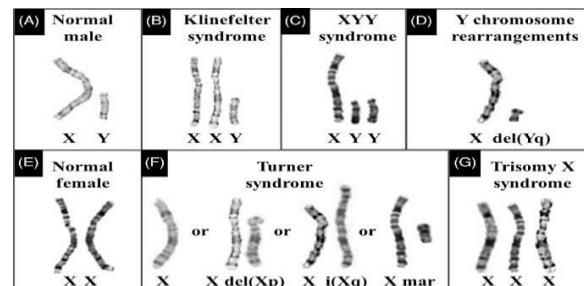 (A) Normal male
X Y
(B) Klinefelter syndrome
X X Y
(C) XYY syndrome
X Y Y
(D) Y chromosome rearrangements
X del(Yq)
(E) Normal female
X X
(F) Turner syndrome
X or X del(Xp) or X i(Xq) or X mar
(G) Trisomy X syndrome
X X X